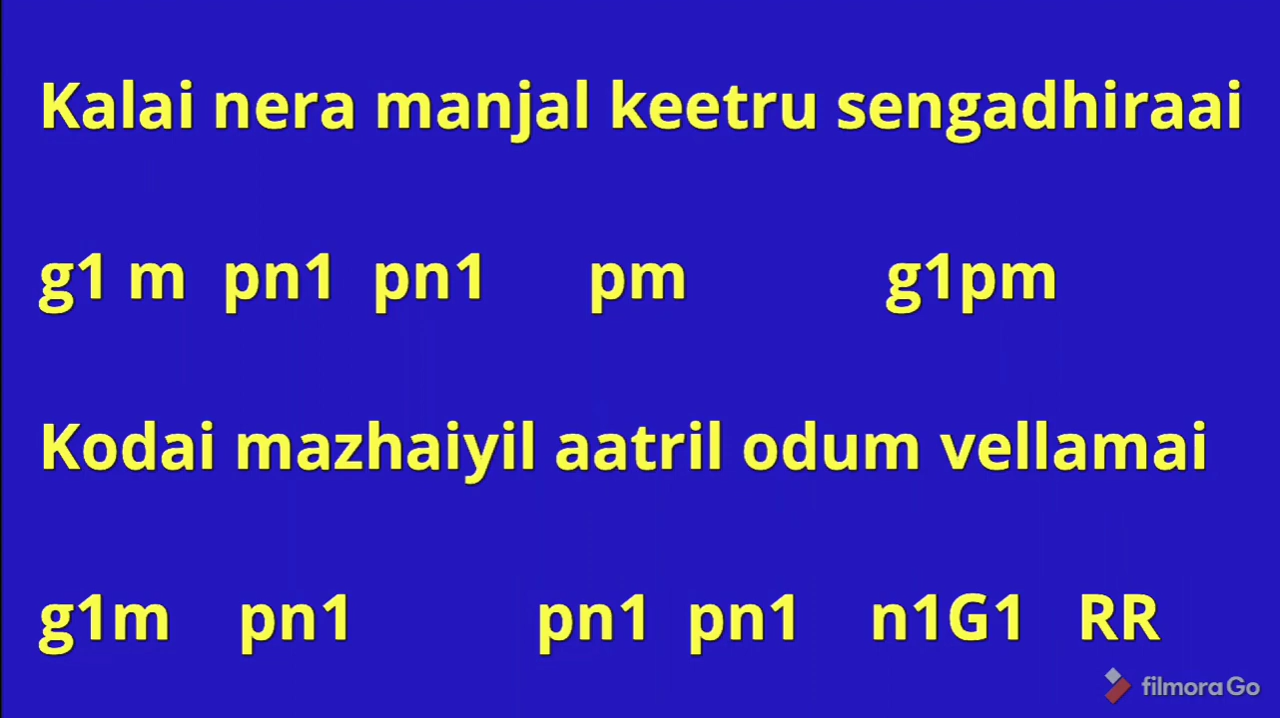 Kalai nera manjal keetru sengadhiraai
g1 m pn1 pn1 pm g1pm
Kodai mazhaiyil aatril odum vellamai
g1m pn1 pn1 pn1 n1G1 RR
filmoraGo